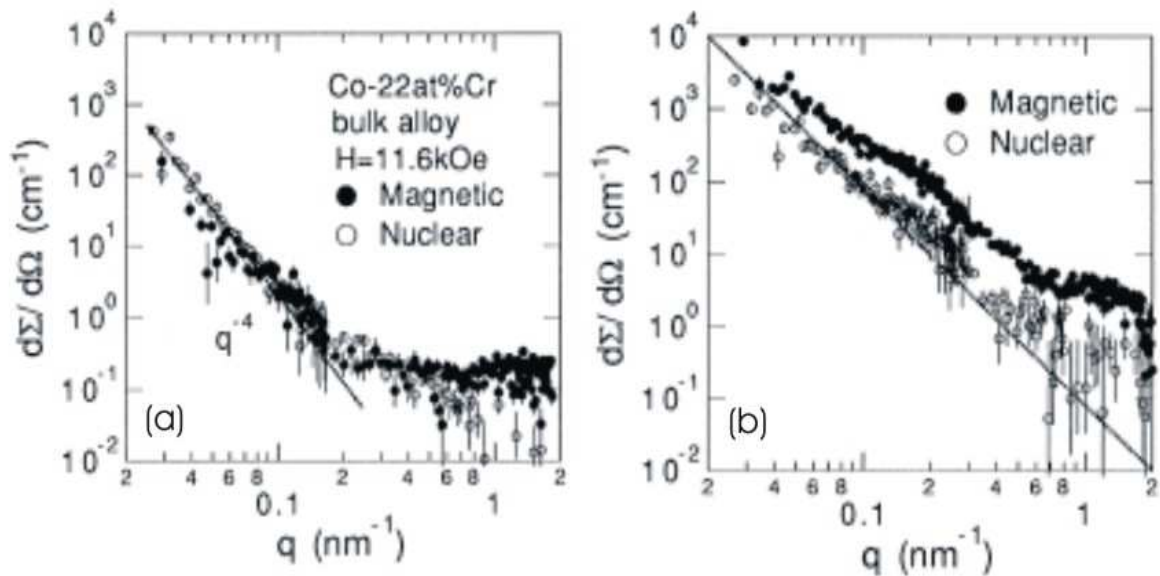 10^4
10^3
10^2
10^1
10^0
10^-1
10^-2
dΣ/ dΩ (cm^-1)
Co-22at%Cr
bulk alloy
H=11.6kOe
● Magnetic
○ Nuclear
q^-4
(a)
2 4 6 8 2 4 6 8 2
0.1 1
q (nm^-1)
10^4
10^3
10^2
10^1
10^0
10^-1
10^-2
dΣ/ dΩ (cm^-1)
● Magnetic
○ Nuclear
(b)
2 4 6 8 2 4 6 8 2
0.1 1
q (nm^-1)